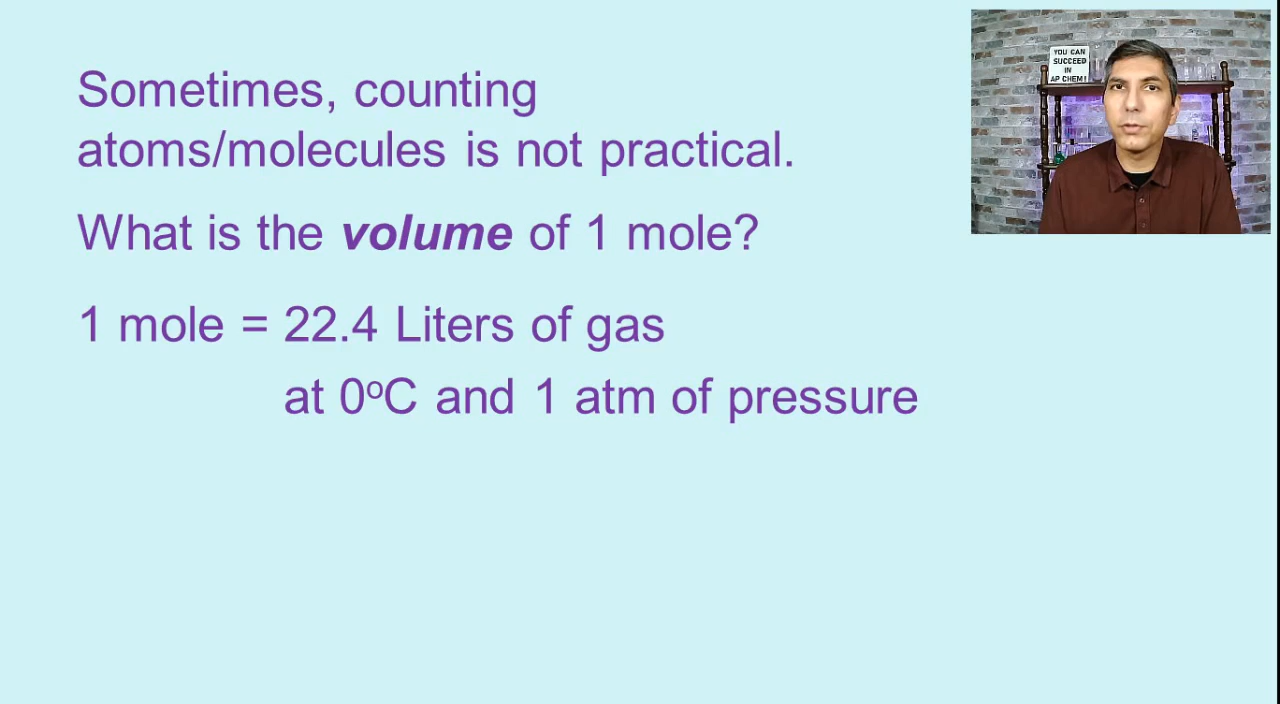 Sometimes, counting
atoms/molecules is not practical.
What is the volume of 1 mole?
1 mole = 22.4 Liters of gas
at 0°C and 1 atm of pressure
YOU CAN
SUCCEED
IN
AP CHEM!